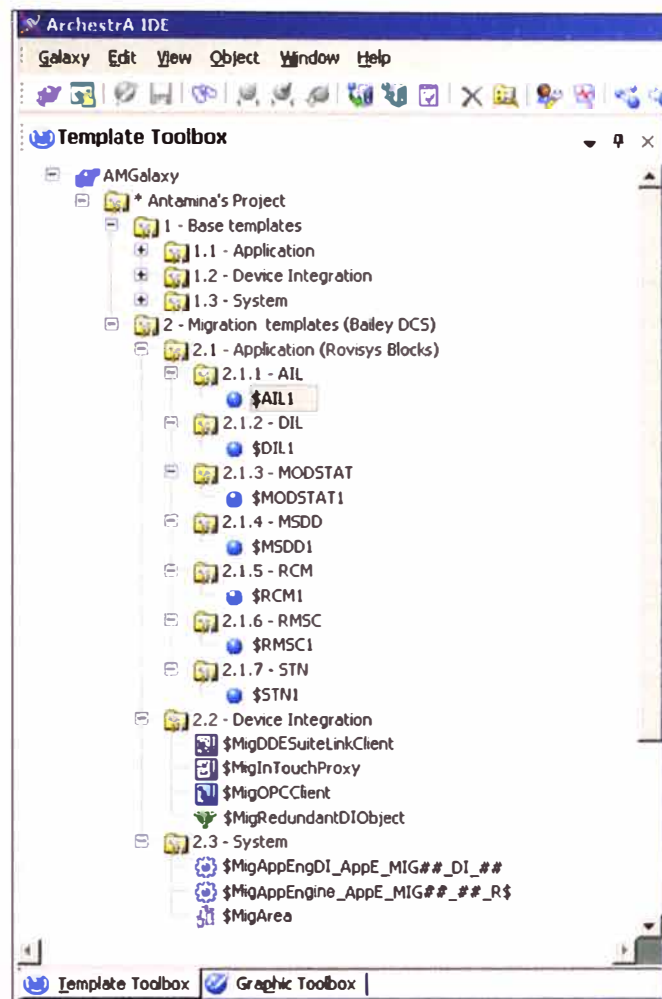 ArchestrA IDE
Galaxy Edit View Object Window Help
Template Toolbox
AMGalaxy
* Antamina's Project
1 - Base templates
1.1 - Application
1.2 - Device Integration
1.3 - System
2 - Migration templates (Bailey DCS)
2.1 - Application (Rovisys Blocks)
2.1.1 - AIL
$AIL1
2.1.2 - DIL
$DIL1
2.1.3 - MODSTAT
$MODSTAT1
2.1.4 - MSDD
$MSDD1
2.1.5 - RCM
$RCM1
2.1.6 - RMSC
$RMSC1
2.1.7 - STN
$STN1
2.2 - Device Integration
$MigDDESuiteLinkClient
$MigInTouchProxy
$MigOPCClient
$MigRedundantDIObject
2.3 - System
$MigAppEngDI_AppE_MIG##_DI_##
$MigAppEngine_AppE_MIG##_##_R$
$MigArea
Template Toolbox Graphic Toolbox